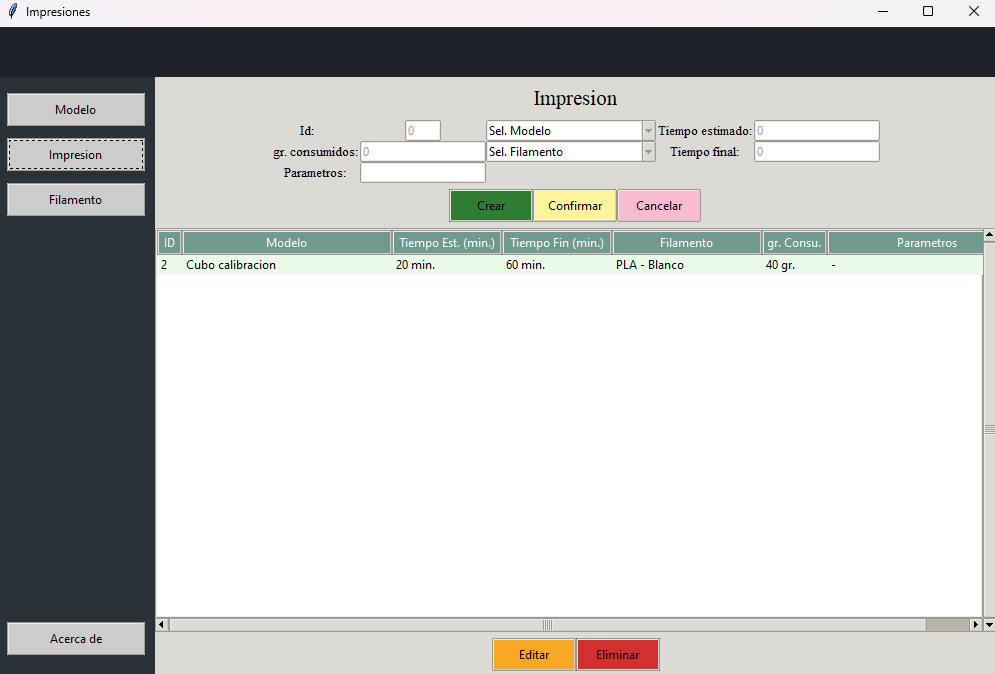 Impresiones
Modelo
Impresion
Filamento
Acerca de
Impresion
Id: 0 Sel. Modelo Tiempo estimado: 0
gr. consumidos: 0 Sel. Filamento Tiempo final: 0
Parametros:
Crear Confirmar Cancelar
ID Modelo Tiempo Est. (min.) Tiempo Fin (min.) Filamento gr. Consu. Parametros
2 Cubo calibracion 20 min. 60 min. PLA - Blanco 40 gr. -
Editar Eliminar